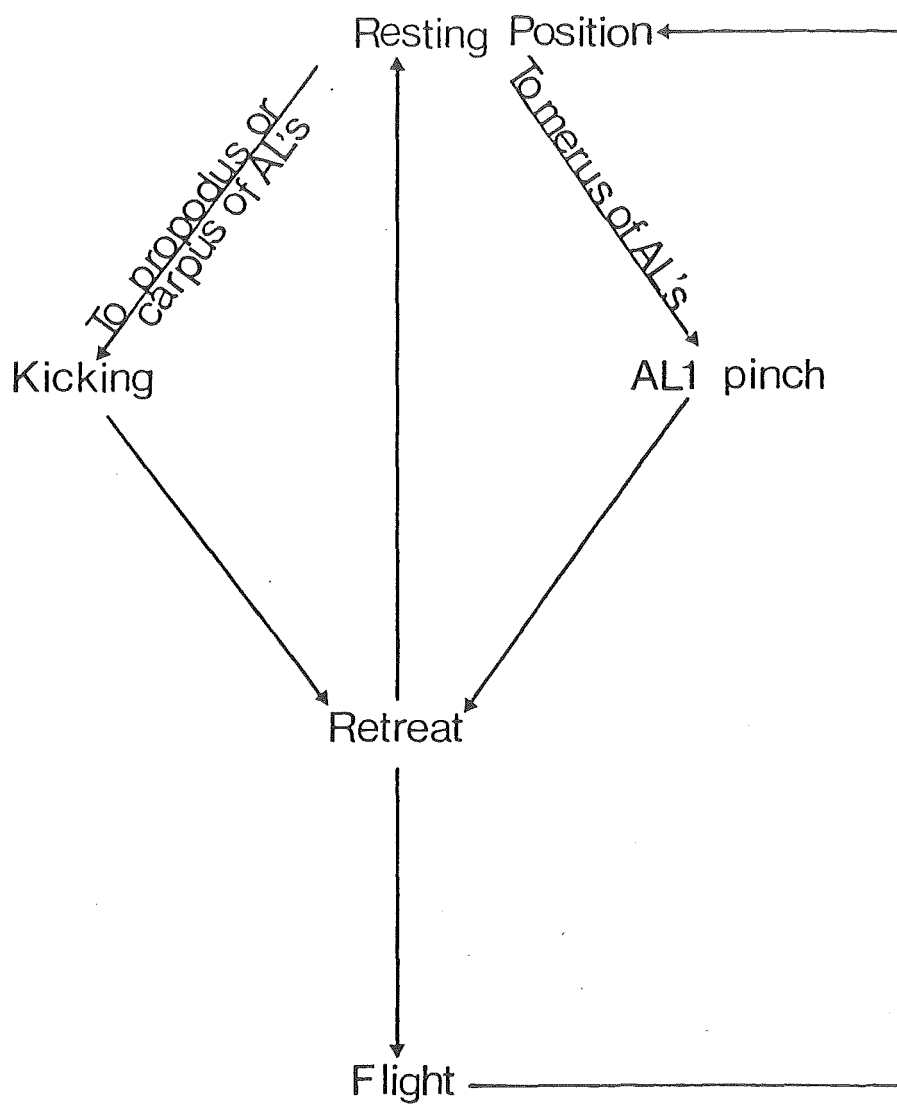 Resting Position
To propodus or
carpus of AL's
To merus of AL's
Kicking
AL1 pinch
Retreat
Flight